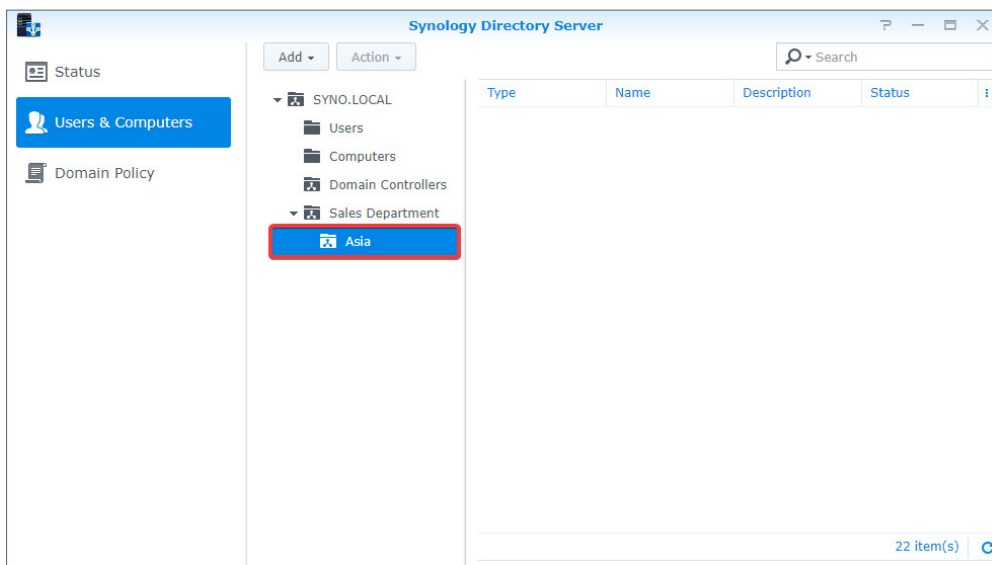 Synology Directory Server
Status
Users & Computers
Domain Policy
Add
Action
Search
SYNO.LOCAL
Users
Computers
Domain Controllers
Sales Department
Asia
Type Name Description Status
22 item(s)